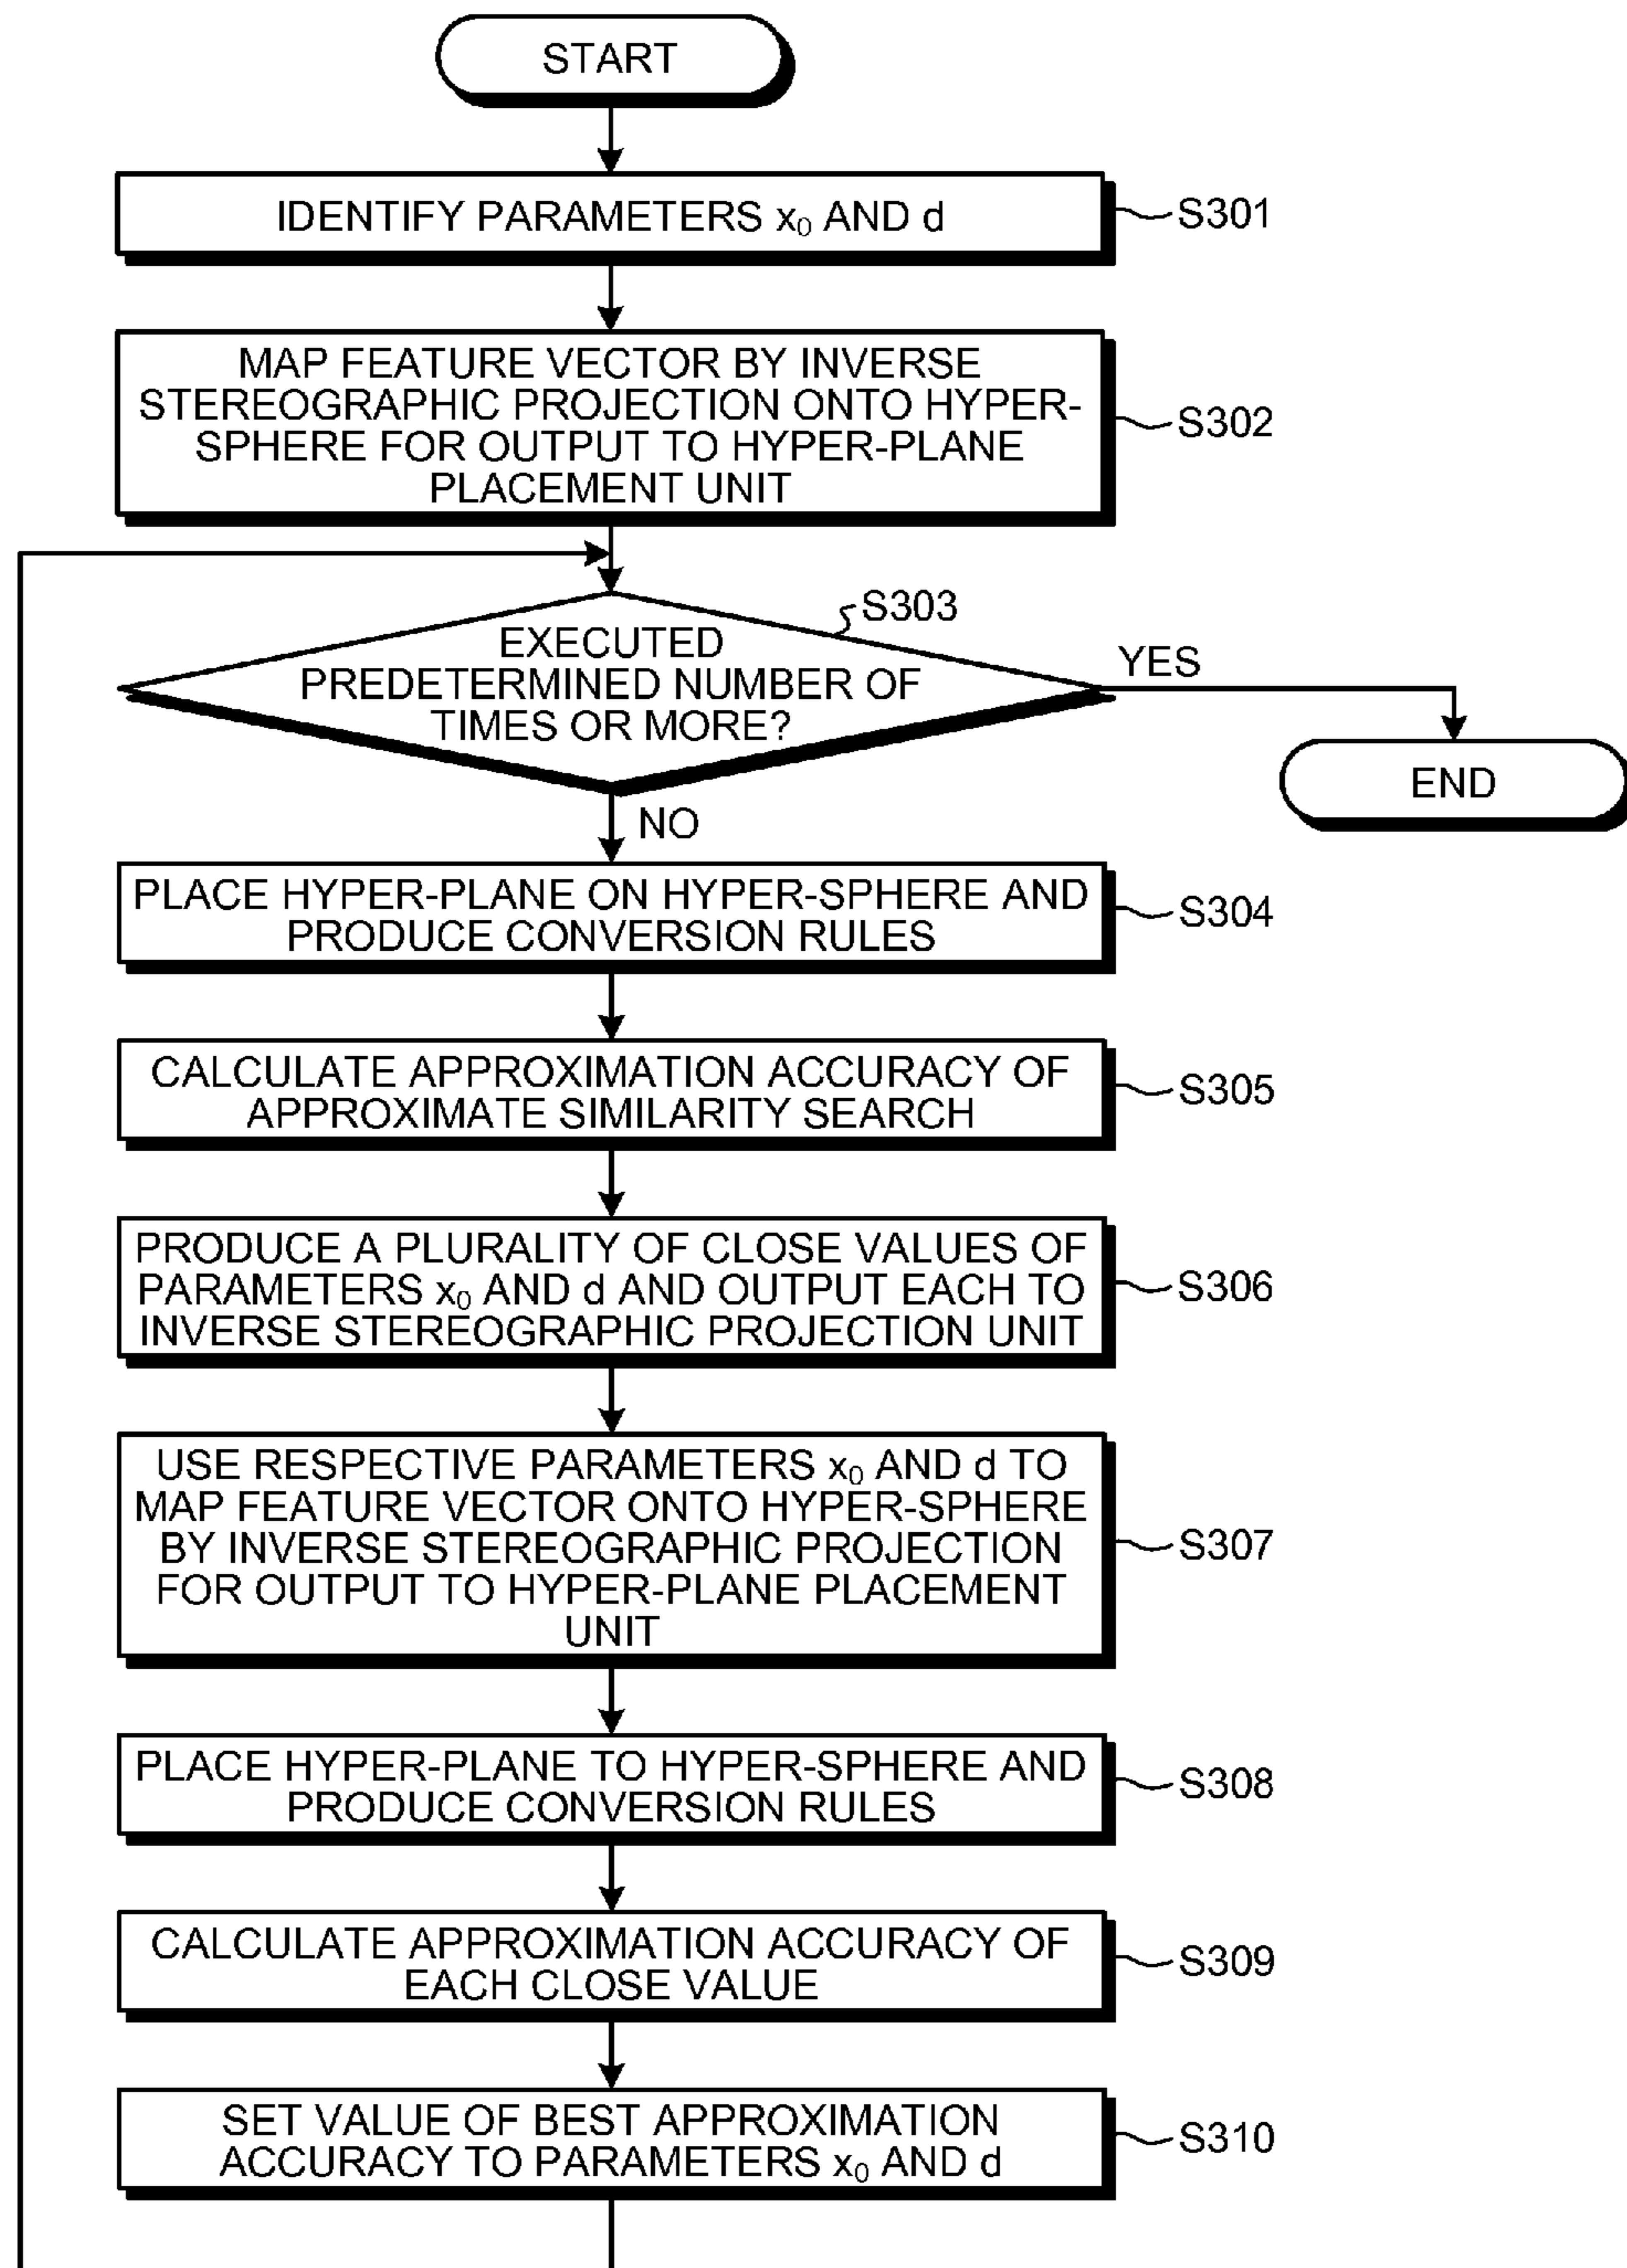 START
IDENTIFY PARAMETERS x₀ AND d
S301
MAP FEATURE VECTOR BY INVERSE
STEREOGRAPHIC PROJECTION ONTO HYPER-
SPHERE FOR OUTPUT TO HYPER-PLANE
PLACEMENT UNIT
S302
S303
EXECUTED
PREDETERMINED NUMBER OF
TIMES OR MORE?
YES
END
NO
PLACE HYPER-PLANE ON HYPER-SPHERE AND
PRODUCE CONVERSION RULES
S304
CALCULATE APPROXIMATION ACCURACY OF
APPROXIMATE SIMILARITY SEARCH
S305
PRODUCE A PLURALITY OF CLOSE VALUES OF
PARAMETERS x₀ AND d AND OUTPUT EACH TO
INVERSE STEREOGRAPHIC PROJECTION UNIT
S306
USE RESPECTIVE PARAMETERS x₀ AND d TO
MAP FEATURE VECTOR ONTO HYPER-SPHERE
BY INVERSE STEREOGRAPHIC PROJECTION
FOR OUTPUT TO HYPER-PLANE PLACEMENT
UNIT
S307
PLACE HYPER-PLANE TO HYPER-SPHERE AND
PRODUCE CONVERSION RULES
S308
CALCULATE APPROXIMATION ACCURACY OF
EACH CLOSE VALUE
S309
SET VALUE OF BEST APPROXIMATION
ACCURACY TO PARAMETERS x₀ AND d
S310